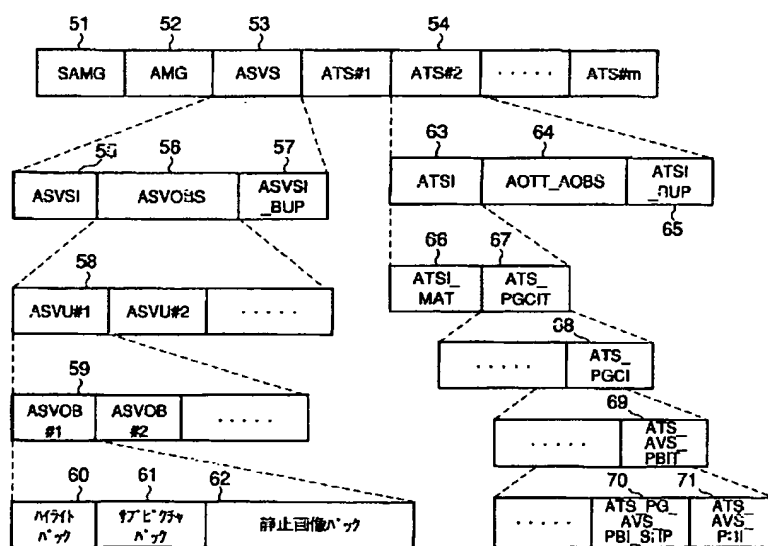 51 52 53 54
SAMG AMG ASVS ATS#1 ATS#2 ..... ATS#m
55 56 57 63 64
ASVSI ASVOBS ASVSI
_BUP
ATSI AOTT_AOBS ATSI
_BUP
65
58 66 67
ASVU#1 ASVU#2 .....
ATSI_
MAT
ATS_
PGCIT
59 68
ASVOB
#1
ASVOB
#2
.....
..... ATS_
PGCI
69
..... ATS_
AVS_
PBIT
60 61 62 70 71
ハイライト
パック
サブピクチャ
パック
静止画像パック
..... ATS_PG_
AVS_
PBI_SRP
ATS_
AVS_
PBI